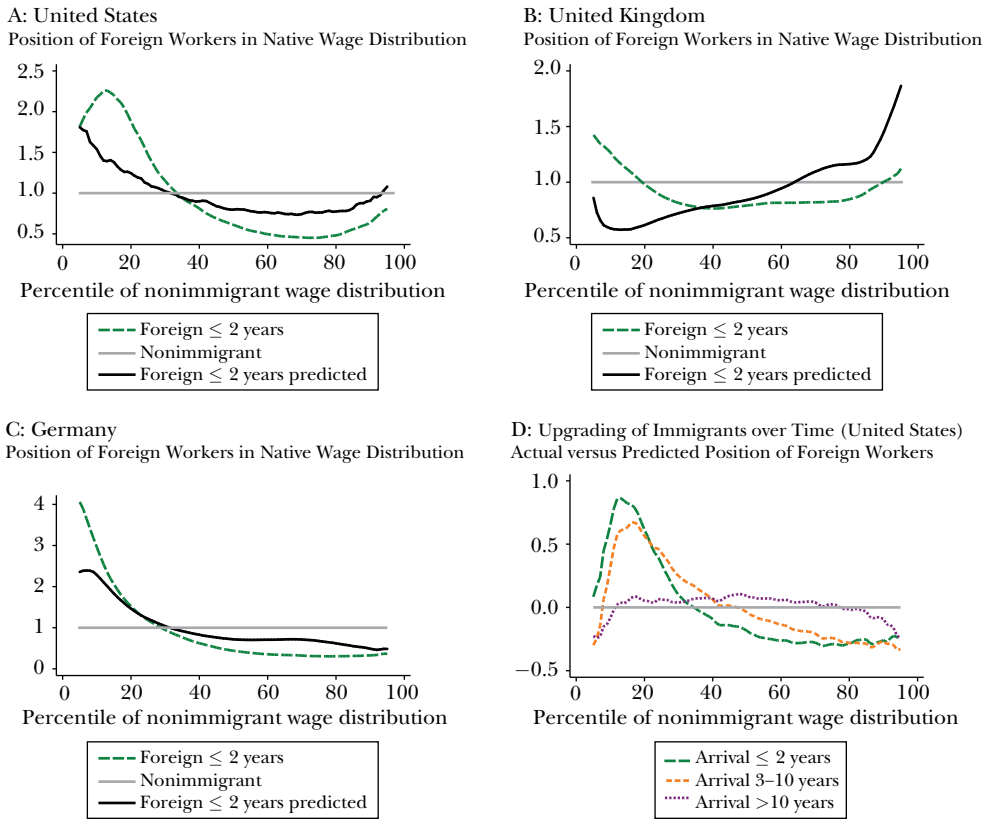 A: United States
Position of Foreign Workers in Native Wage Distribution
2.5
2.0
1.5
1.0
0.5
0 20 40 60 80 100
Percentile of nonimmigrant wage distribution
Foreign ≤ 2 years
Nonimmigrant
Foreign ≤ 2 years predicted
B: United Kingdom
Position of Foreign Workers in Native Wage Distribution
2.0
1.5
1.0
0.5
0 20 40 60 80 100
Percentile of nonimmigrant wage distribution
Foreign ≤ 2 years
Nonimmigrant
Foreign ≤ 2 years predicted
C: Germany
Position of Foreign Workers in Native Wage Distribution
4
3
2
1
0
0 20 40 60 80 100
Percentile of nonimmigrant wage distribution
Foreign ≤ 2 years
Nonimmigrant
Foreign ≤ 2 years predicted
D: Upgrading of Immigrants over Time (United States)
Actual versus Predicted Position of Foreign Workers
1.0
0.5
0.0
−0.5
0 20 40 60 80 100
Percentile of nonimmigrant wage distribution
Arrival ≤ 2 years
Arrival 3–10 years
Arrival >10 years